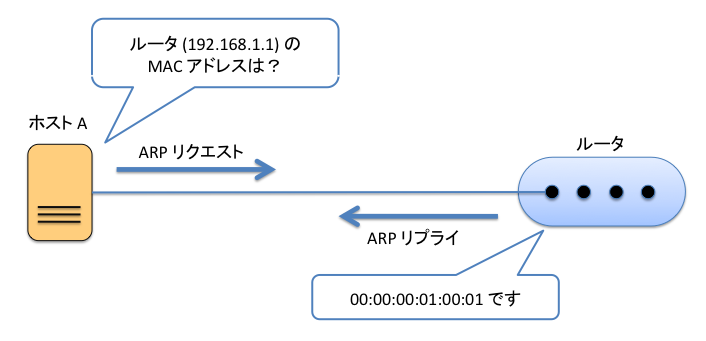 ルータ (192.168.1.1) の
MAC アドレスは？
ホスト A
ARP リクエスト
ルータ
ARP リプライ
00:00:00:01:00:01 です